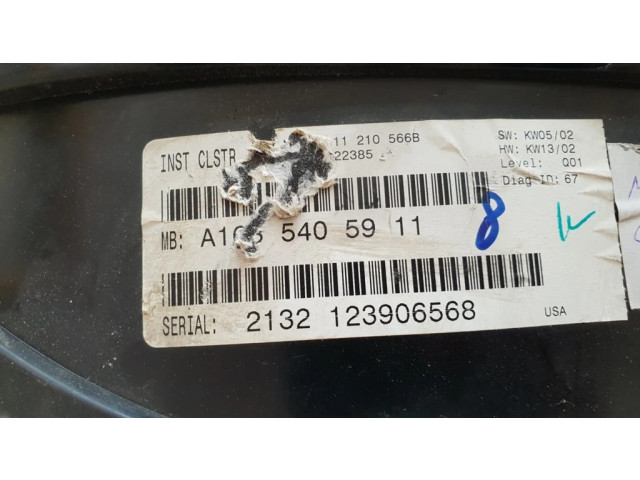 INST CLSTR 11 210 566B
22385
SW: KW05/02
HW: KW13/02
Level: Q01
Diag ID: 67
MB: 540 59 11
8
SERIAL: 2132 123906568
USA